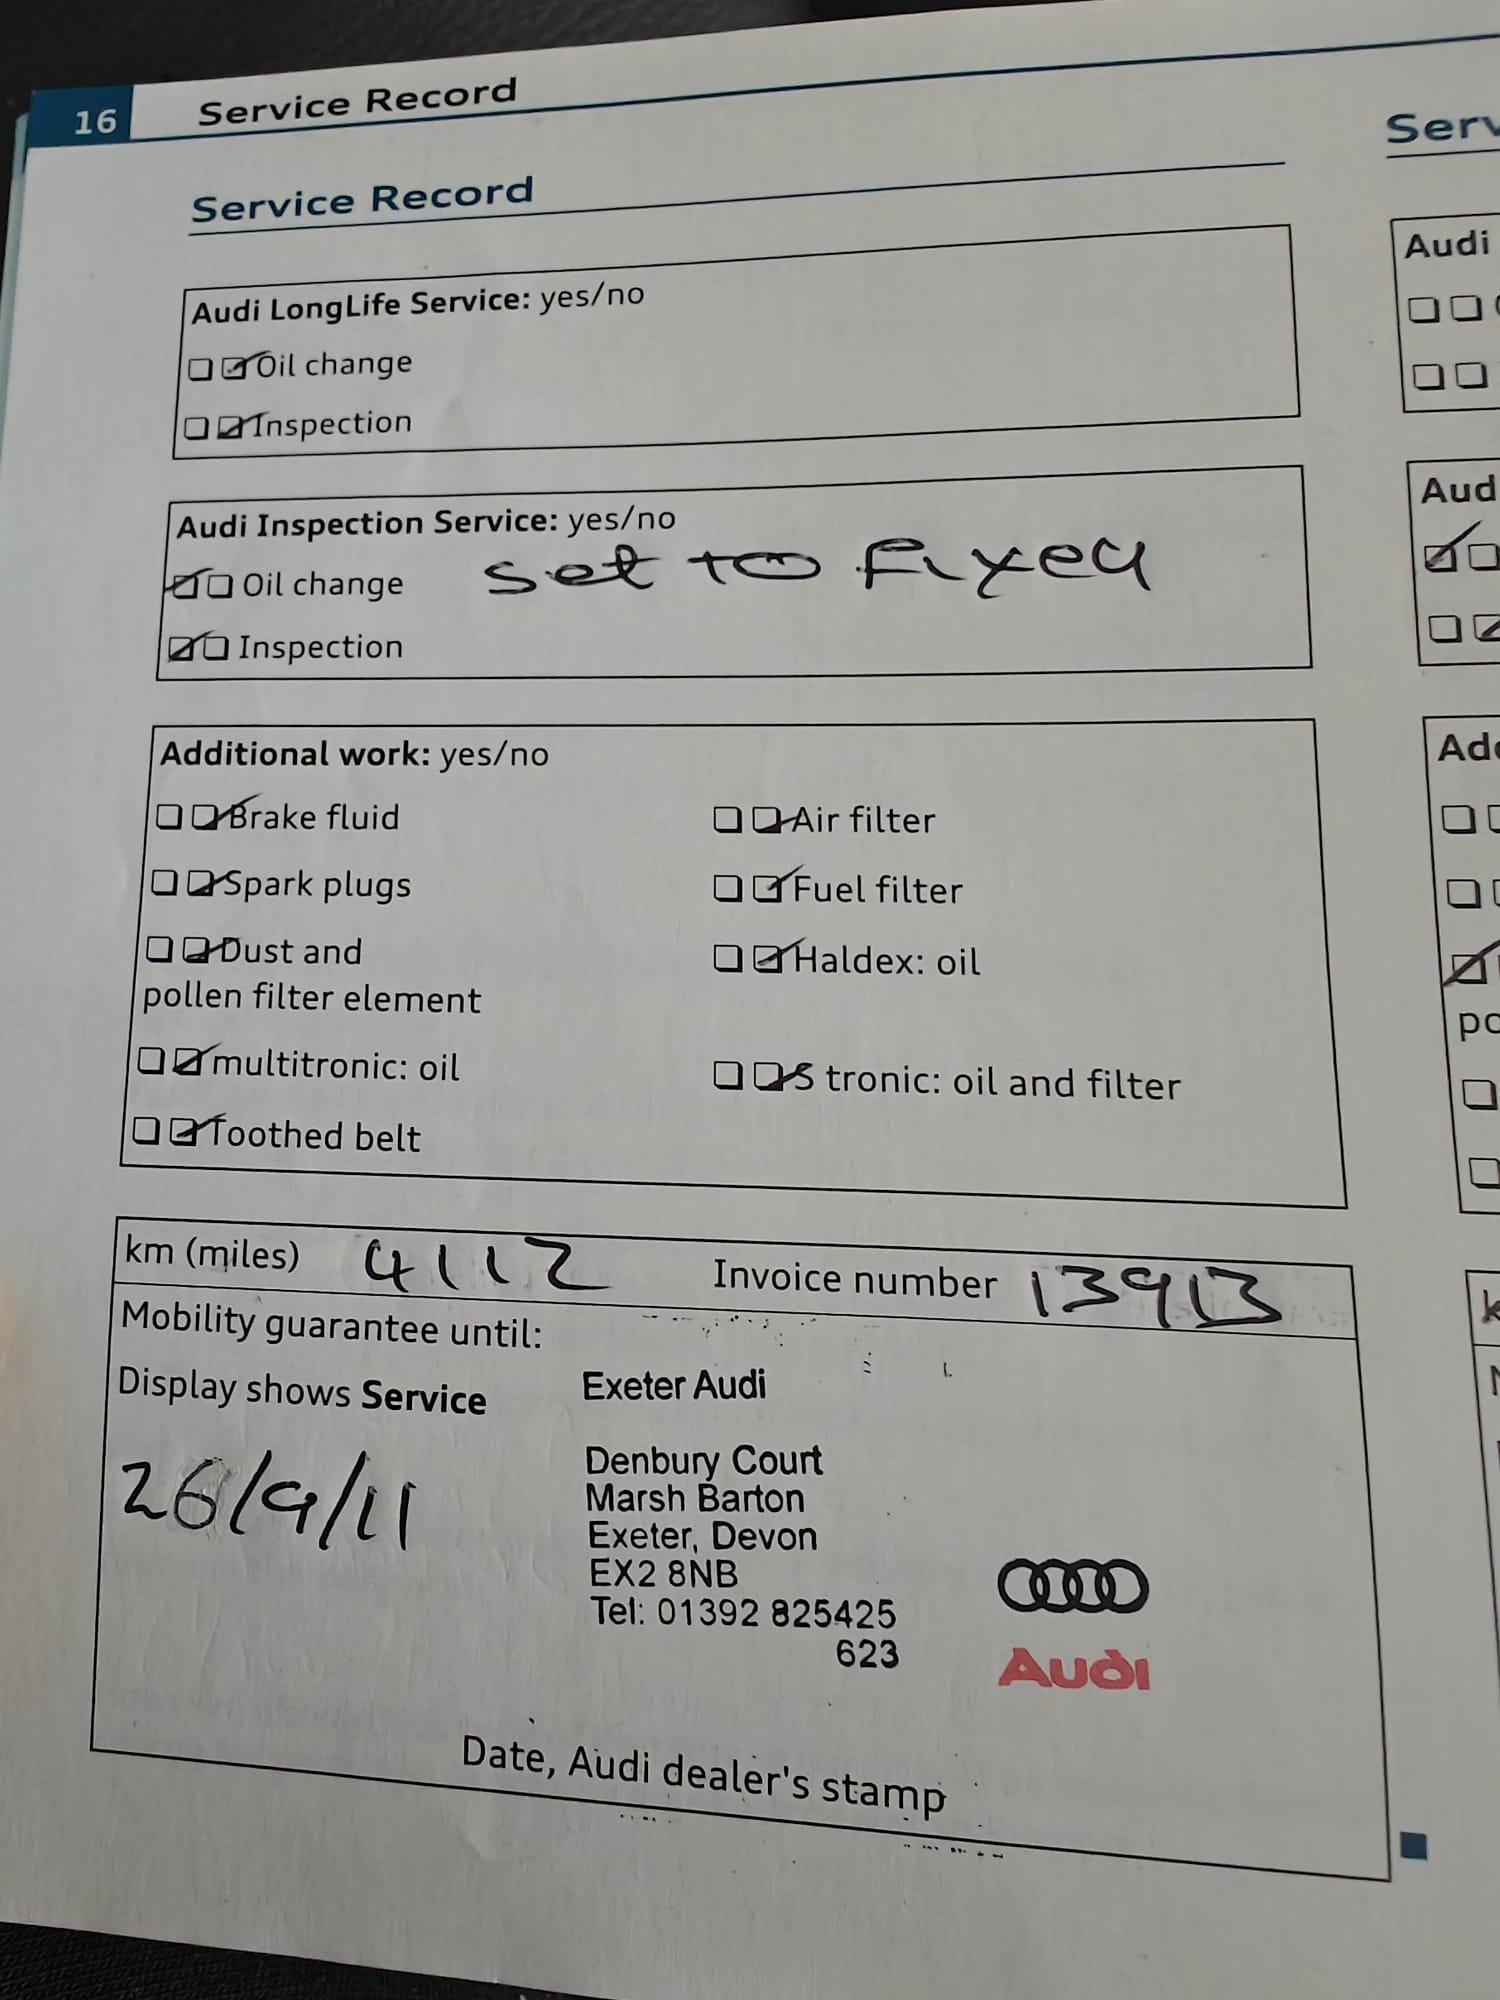 16 Service Record
Service Record
Audi LongLife Service: yes/no
Oil change
Inspection
Audi Inspection Service: yes/no
Oil change set to Fixed
Inspection
Additional work: yes/no
Brake fluid Air filter
Spark plugs Fuel filter
Dust and Haldex: oil
pollen filter element
multitronic: oil S tronic: oil and filter
Toothed belt
km (miles) 4112 Invoice number 13913
Mobility guarantee until:
Display shows Service
26/9/11
Exeter Audi
Denbury Court
Marsh Barton
Exeter, Devon
EX2 8NB
Tel: 01392 825425
623
Audi
Date, Audi dealer's stamp
Serv
Audi
Aud
Add
po